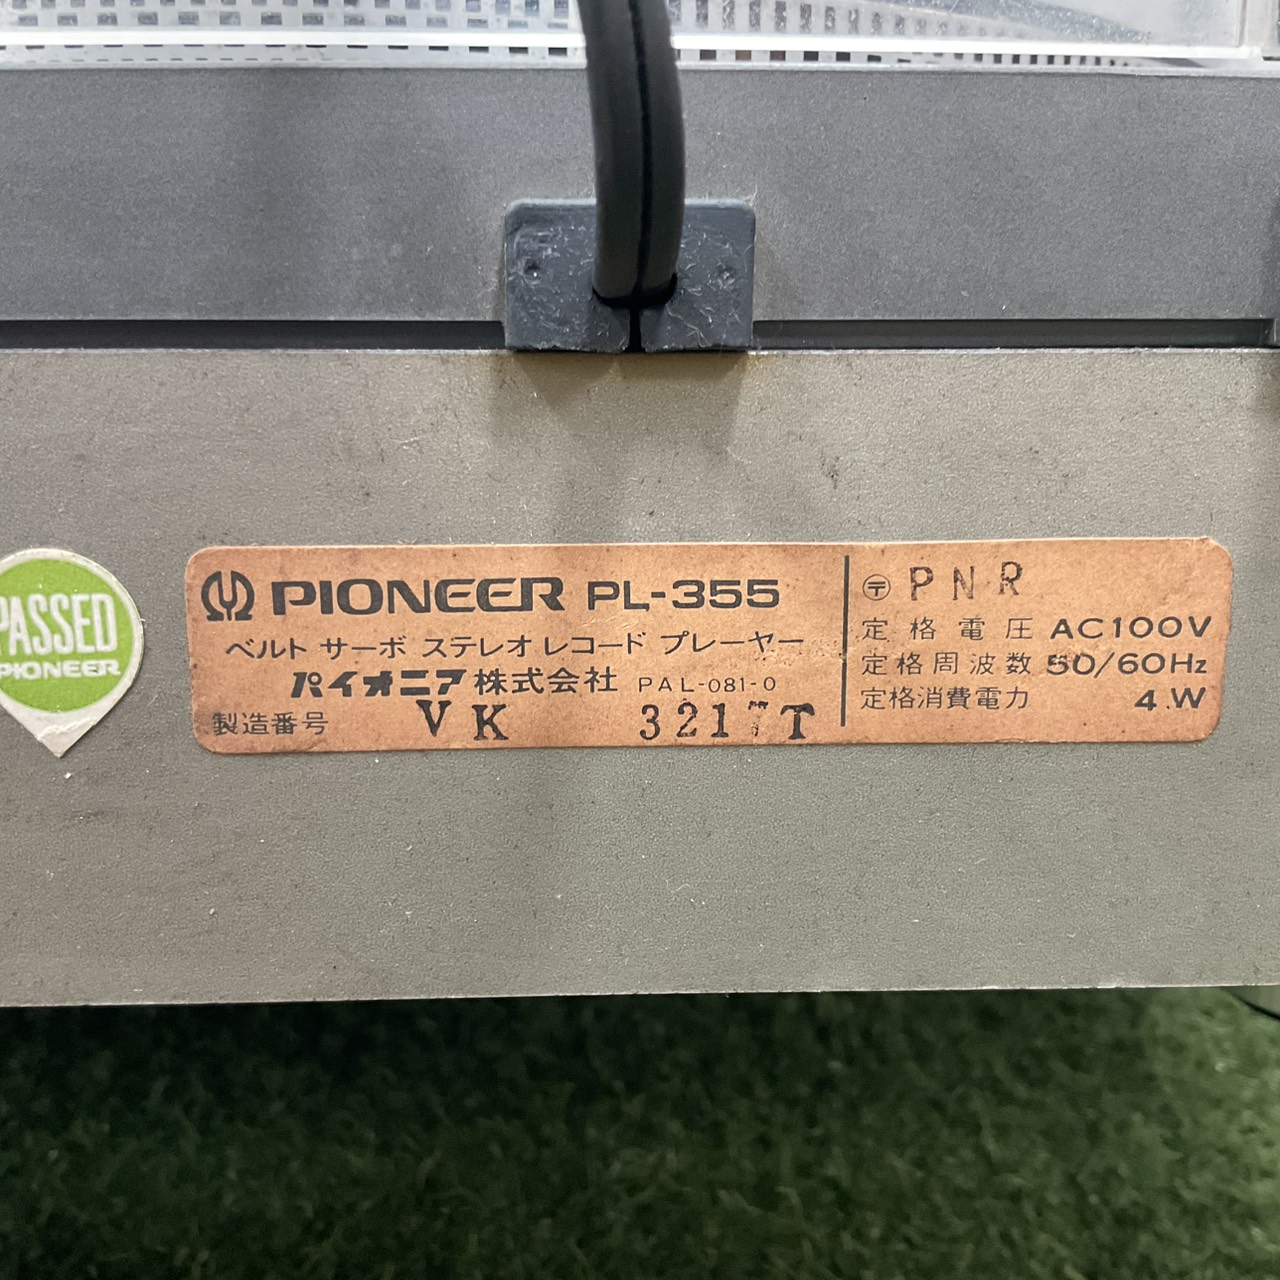 PASSED
PIONEER
PIONEER PL-355
ベルト サーボ ステレオ レコード プレーヤー
パイオニア株式会社 PAL-081-0
製造番号 VK 3217T
〒 PNR
定格電圧 AC100V
定格周波数 50/60Hz
定格消費電力 4.W